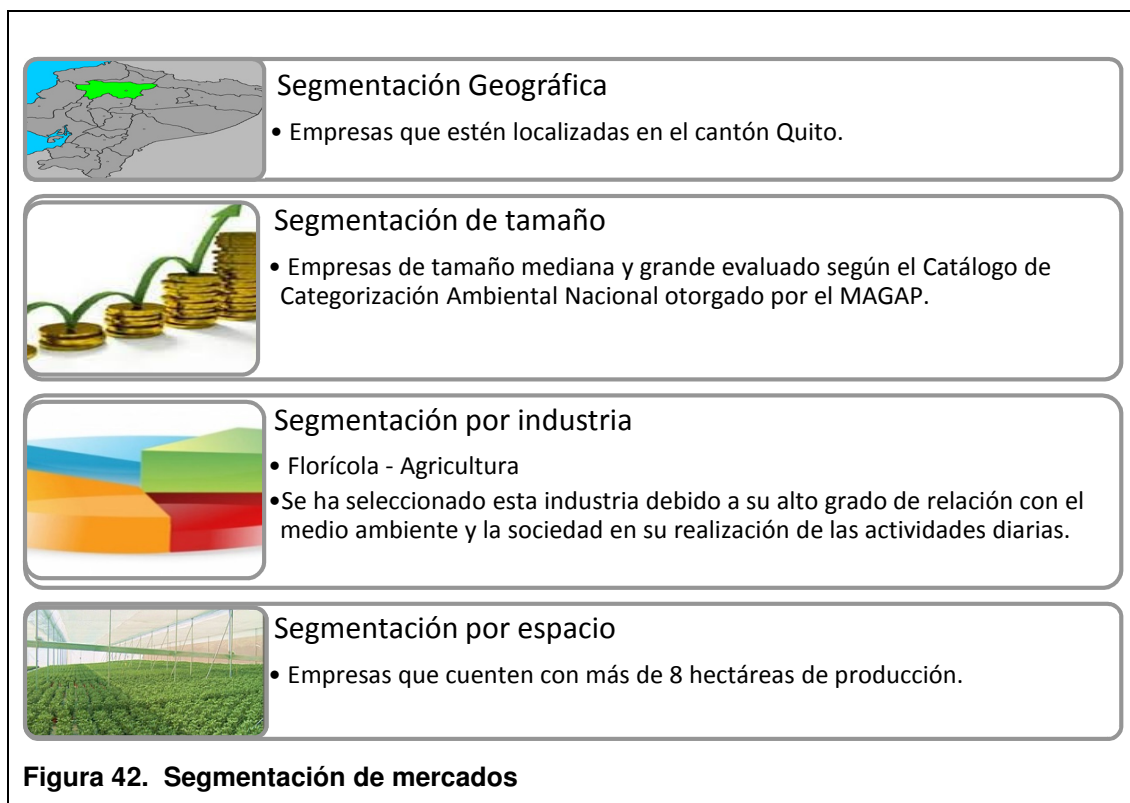 Segmentación Geográfica
• Empresas que estén localizadas en el cantón Quito.
Segmentación de tamaño
• Empresas de tamaño mediana y grande evaluado según el Catálogo de
Categorización Ambiental Nacional otorgado por el MAGAP.
Segmentación por industria
• Florícola - Agricultura
•Se ha seleccionado esta industria debido a su alto grado de relación con el
medio ambiente y la sociedad en su realización de las actividades diarias.
Segmentación por espacio
• Empresas que cuenten con más de 8 hectáreas de producción.
Figura 42. Segmentación de mercados